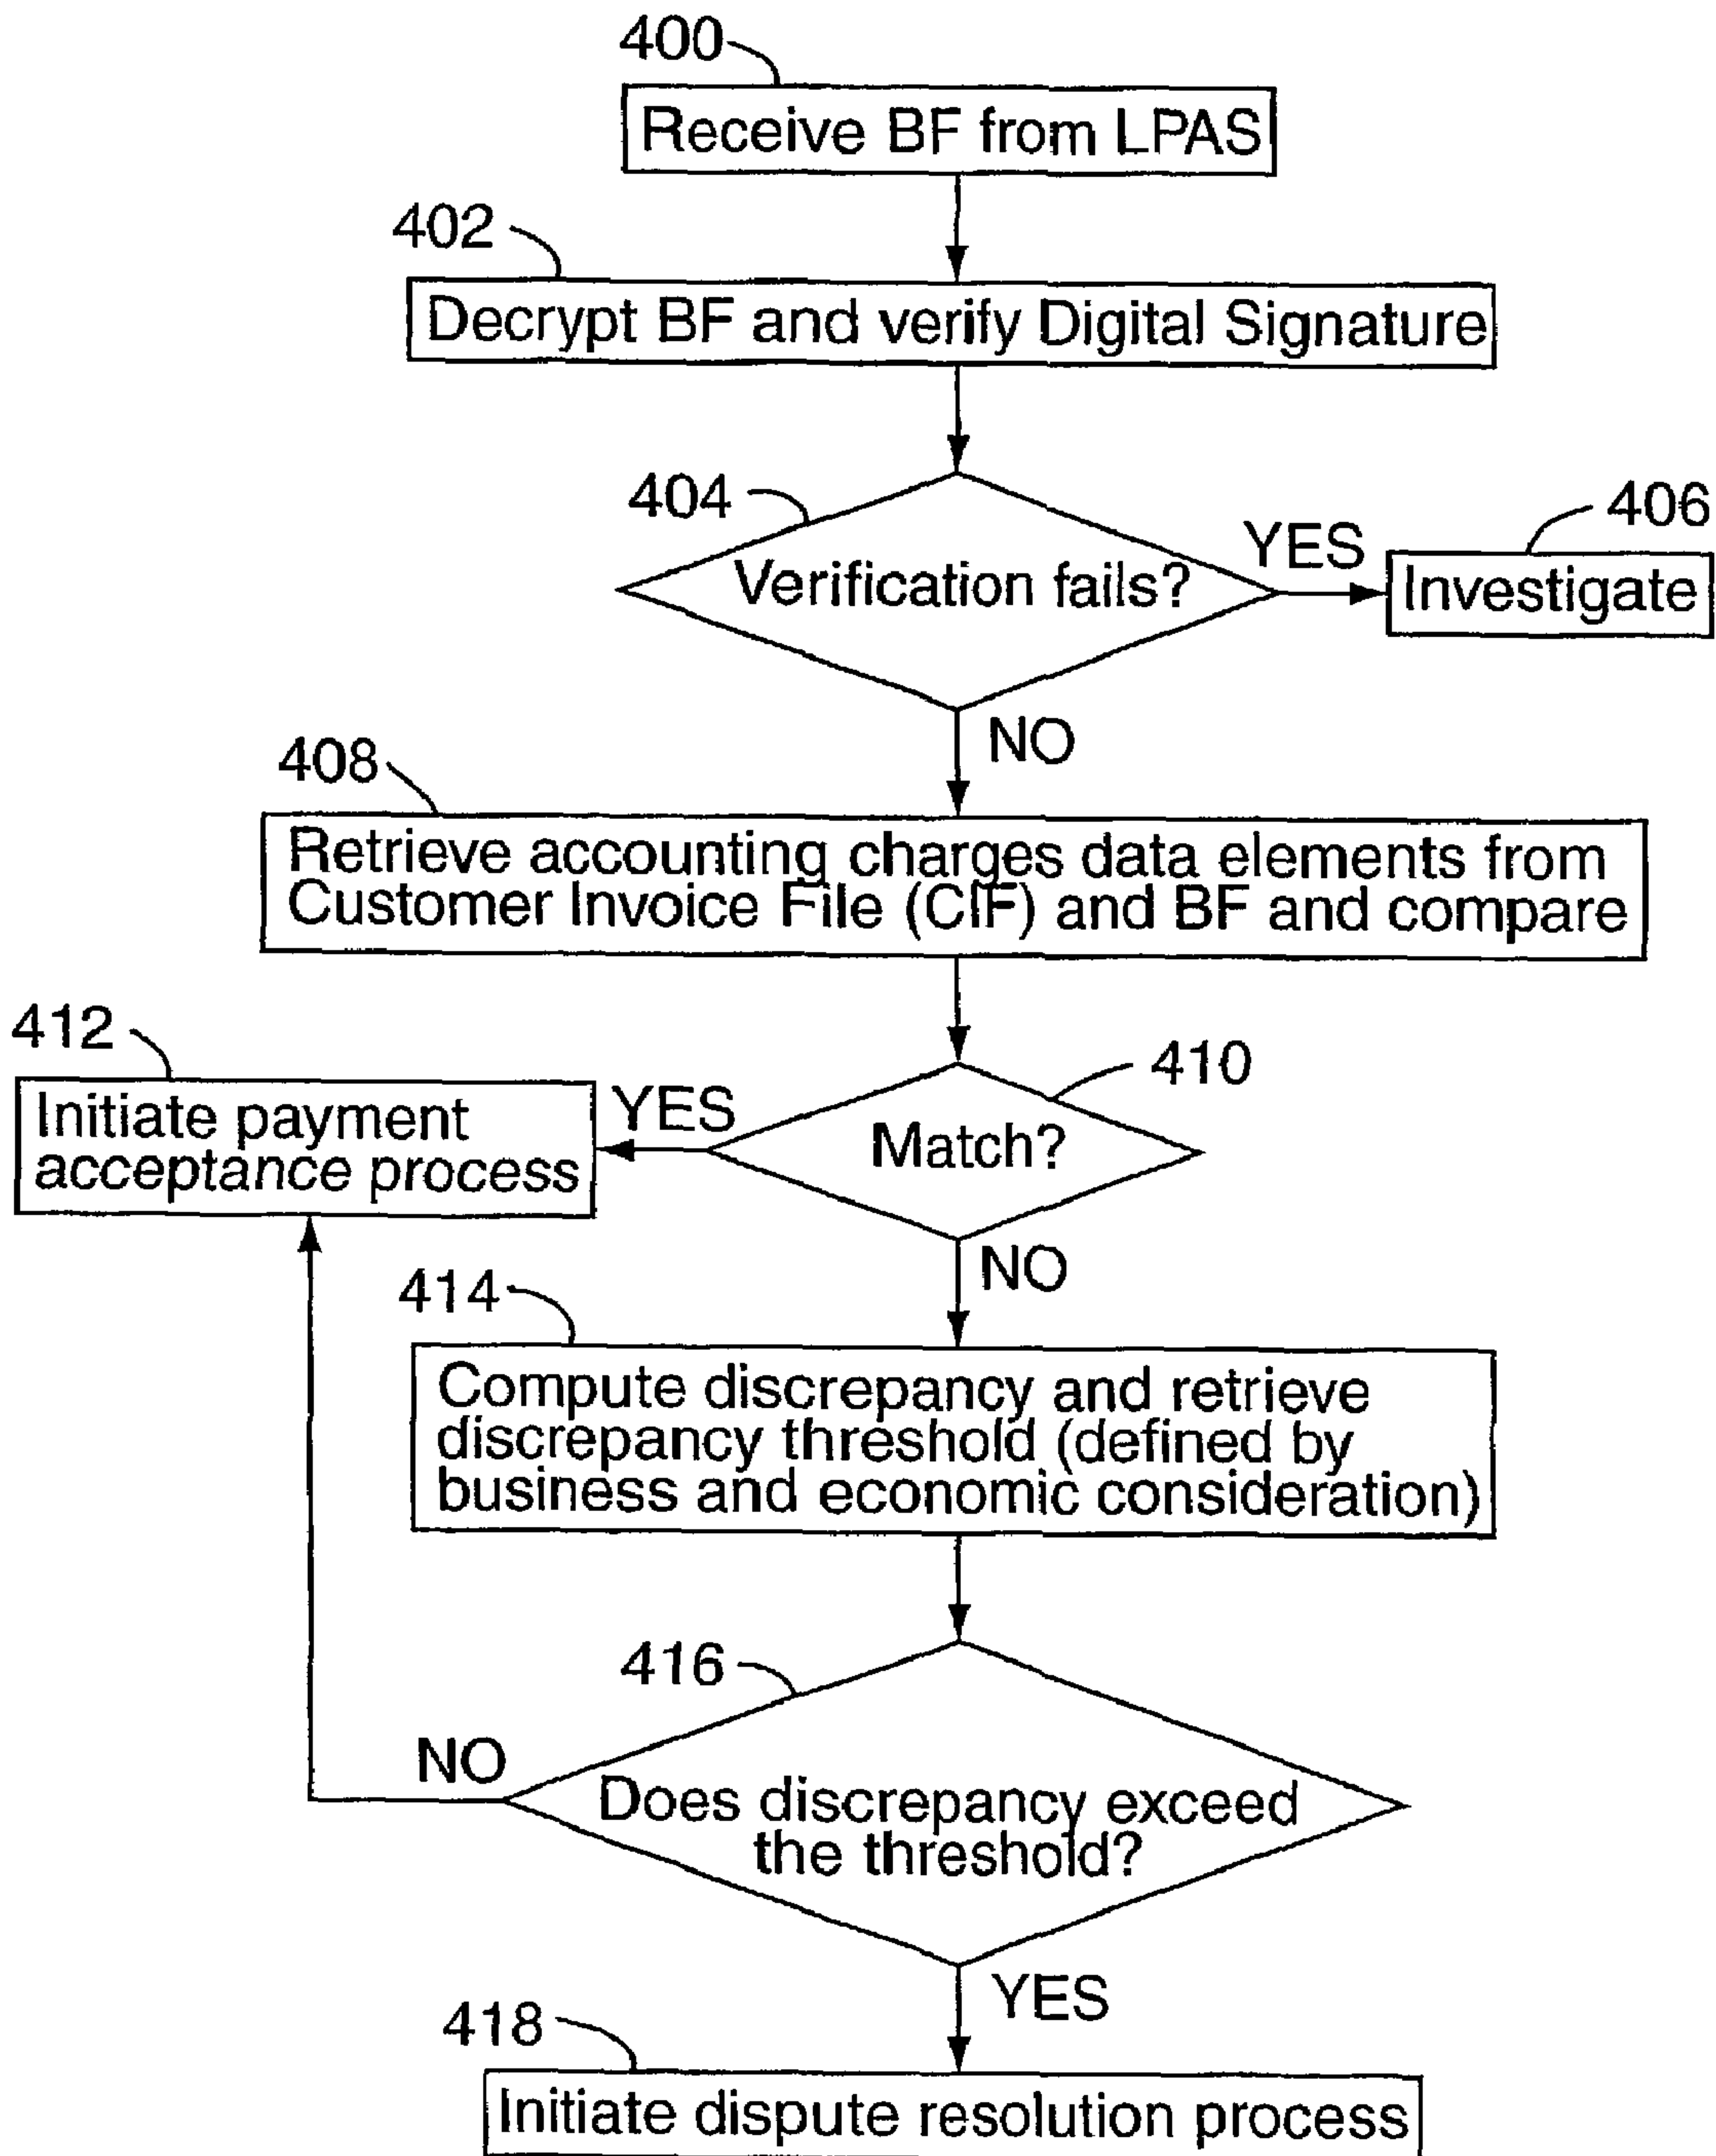 400
Receive BF from LPAS
402
Decrypt BF and verify Digital Signature
404
Verification fails?
YES
406
Investigate
NO
408
Retrieve accounting charges data elements from
Customer Invoice File (CIF) and BF and compare
410
Match?
YES
412
Initiate payment
acceptance process
NO
414
Compute discrepancy and retrieve
discrepancy threshold (defined by
business and economic consideration)
416
Does discrepancy exceed
the threshold?
NO
YES
418
Initiate dispute resolution process